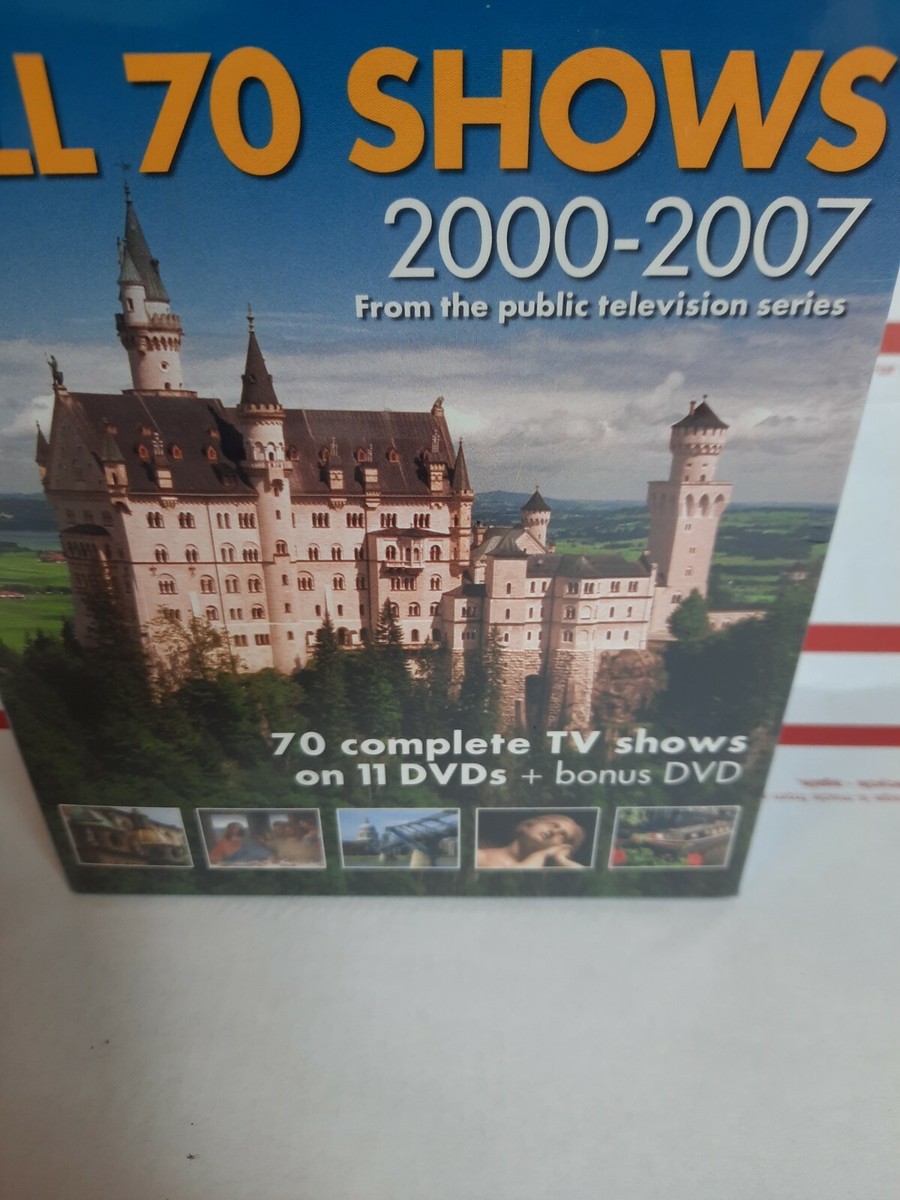 LL 70 SHOWS
2000-2007
From the public television series
70 complete TV shows
on 11 DVDs + bonus DVD